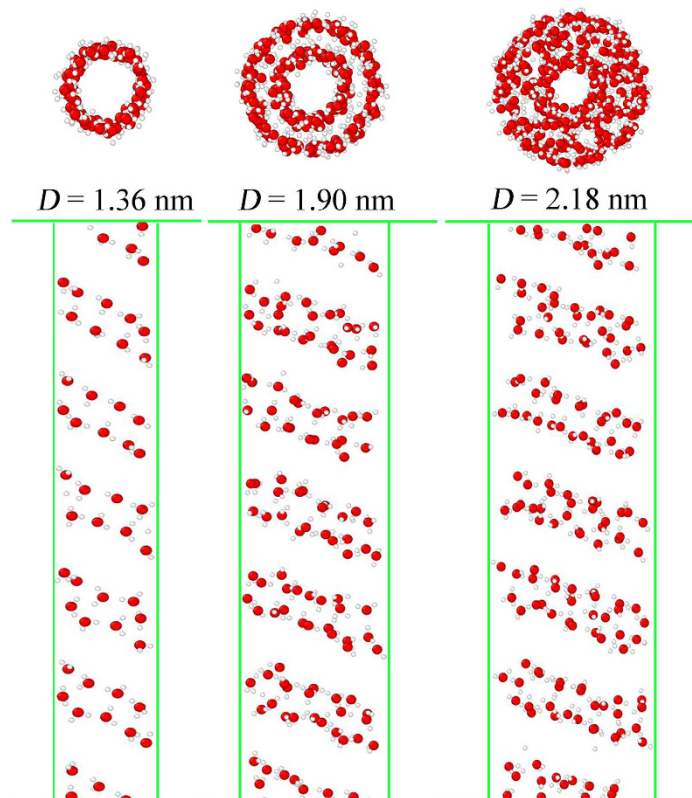 D = 1.36 nm
D = 1.90 nm
D = 2.18 nm